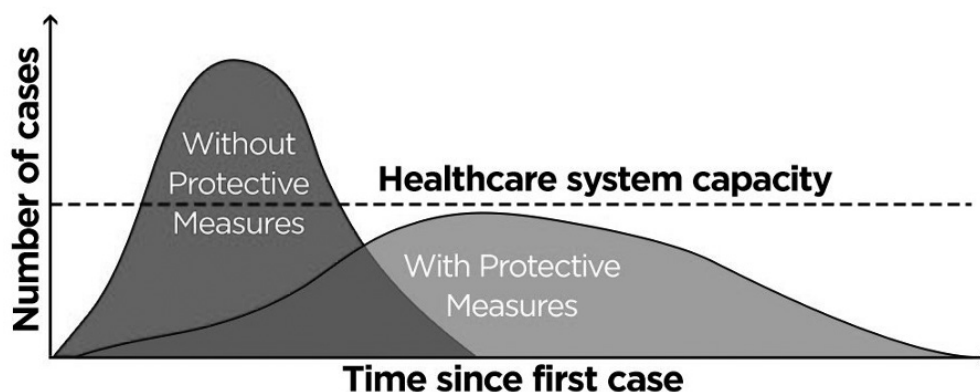 Number of cases
Without
Protective
Measures
Healthcare system capacity
With Protective
Measures
Time since first case